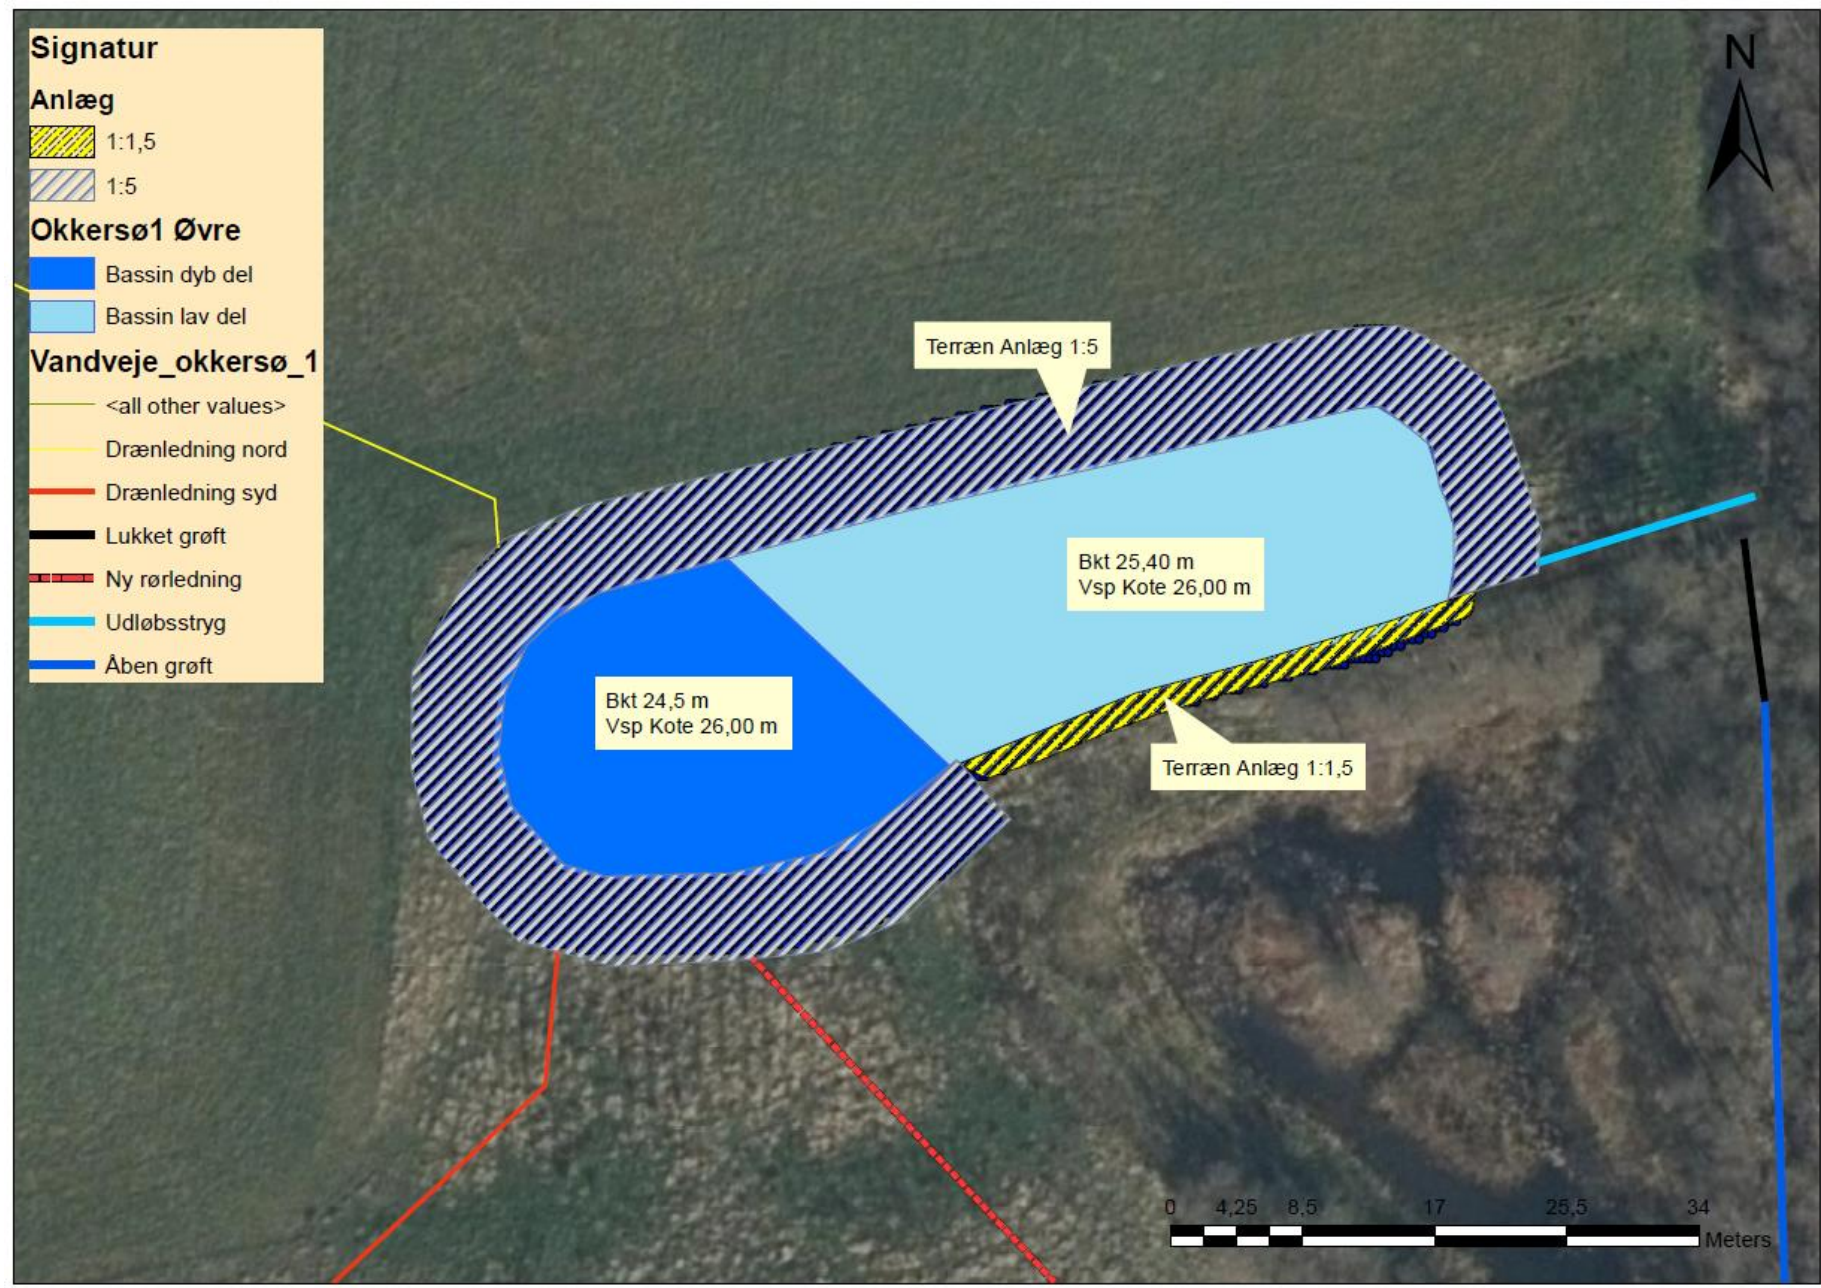 Signatur
Anlæg
1:1,5
1:5
Okkersø1 Øvre
Bassin dyb del
Bassin lav del
Vandveje_okkersø_1
<all other values>
Drænledning nord
Drænledning syd
Lukket grøft
Ny rørledning
Udløbsstryg
Åben grøft
N
Terræn Anlæg 1:5
Bkt 25,40 m
Vsp Kote 26,00 m
Bkt 24,5 m
Vsp Kote 26,00 m
Terræn Anlæg 1:1,5
0 4,25 8,5 17 25,5 34
Meters